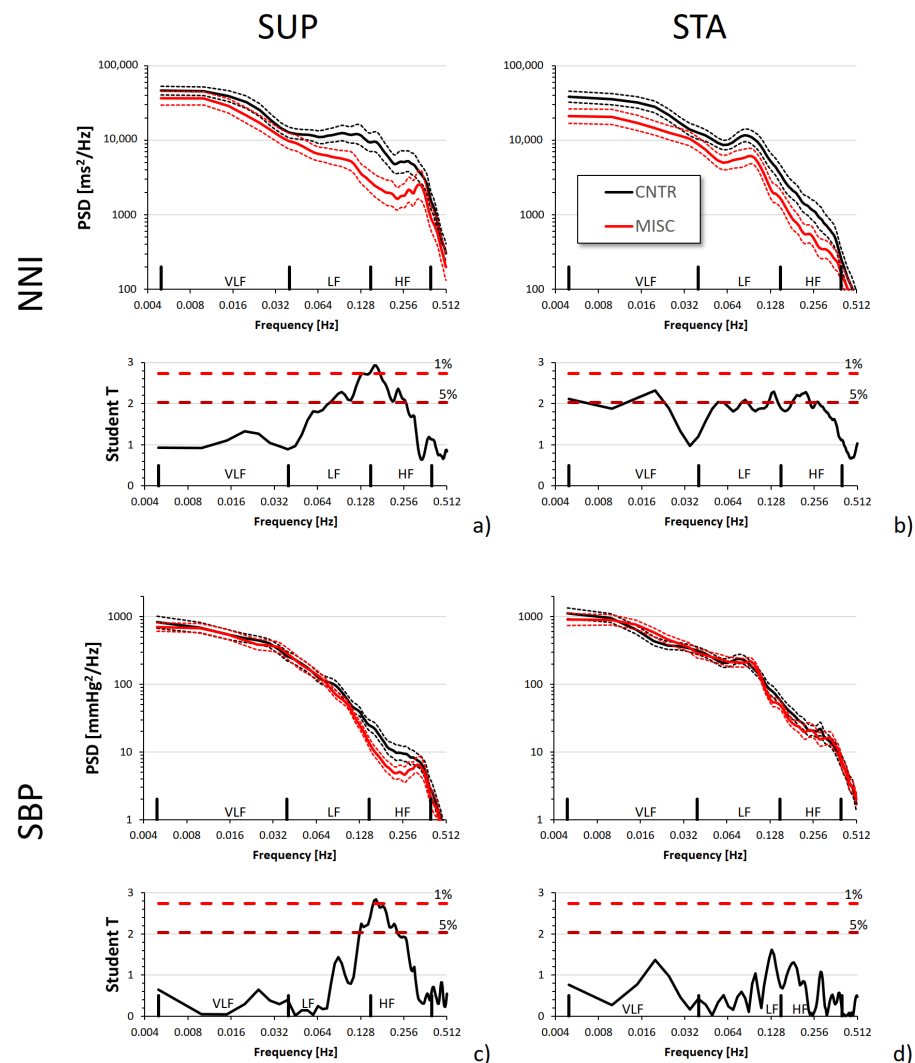 SUP
STA
NNI
PSD [ms²/Hz]
100,000
10,000
1000
100
VLF
LF
HF
0.004 0.008 0.016 0.032 0.064 0.128 0.256 0.512
Frequency [Hz]
100,000
10,000
1000
100
CNTR
MISC
VLF
LF
HF
0.004 0.008 0.016 0.032 0.064 0.128 0.256 0.512
Frequency [Hz]
Student T
3
2
1
0
1%
5%
VLF
LF
HF
0.004 0.008 0.016 0.032 0.064 0.128 0.256 0.512
Frequency [Hz]
a)
3
2
1
0
1%
5%
VLF
LF
HF
0.004 0.008 0.016 0.032 0.064 0.128 0.256 0.512
Frequency [Hz]
b)
SBP
PSD [mmHg²/Hz]
1000
100
10
1
VLF
LF
HF
0.004 0.008 0.016 0.032 0.064 0.128 0.256 0.512
Frequency [Hz]
1000
100
10
1
VLF
LF
HF
0.004 0.008 0.016 0.032 0.064 0.128 0.256 0.512
Frequency [Hz]
Student T
3
2
1
0
1%
5%
VLF
LF
HF
0.004 0.008 0.016 0.032 0.064 0.128 0.256 0.512
Frequency [Hz]
c)
3
2
1
0
1%
5%
VLF
LF
HF
0.004 0.008 0.016 0.032 0.064 0.128 0.256 0.512
Frequency [Hz]
d)